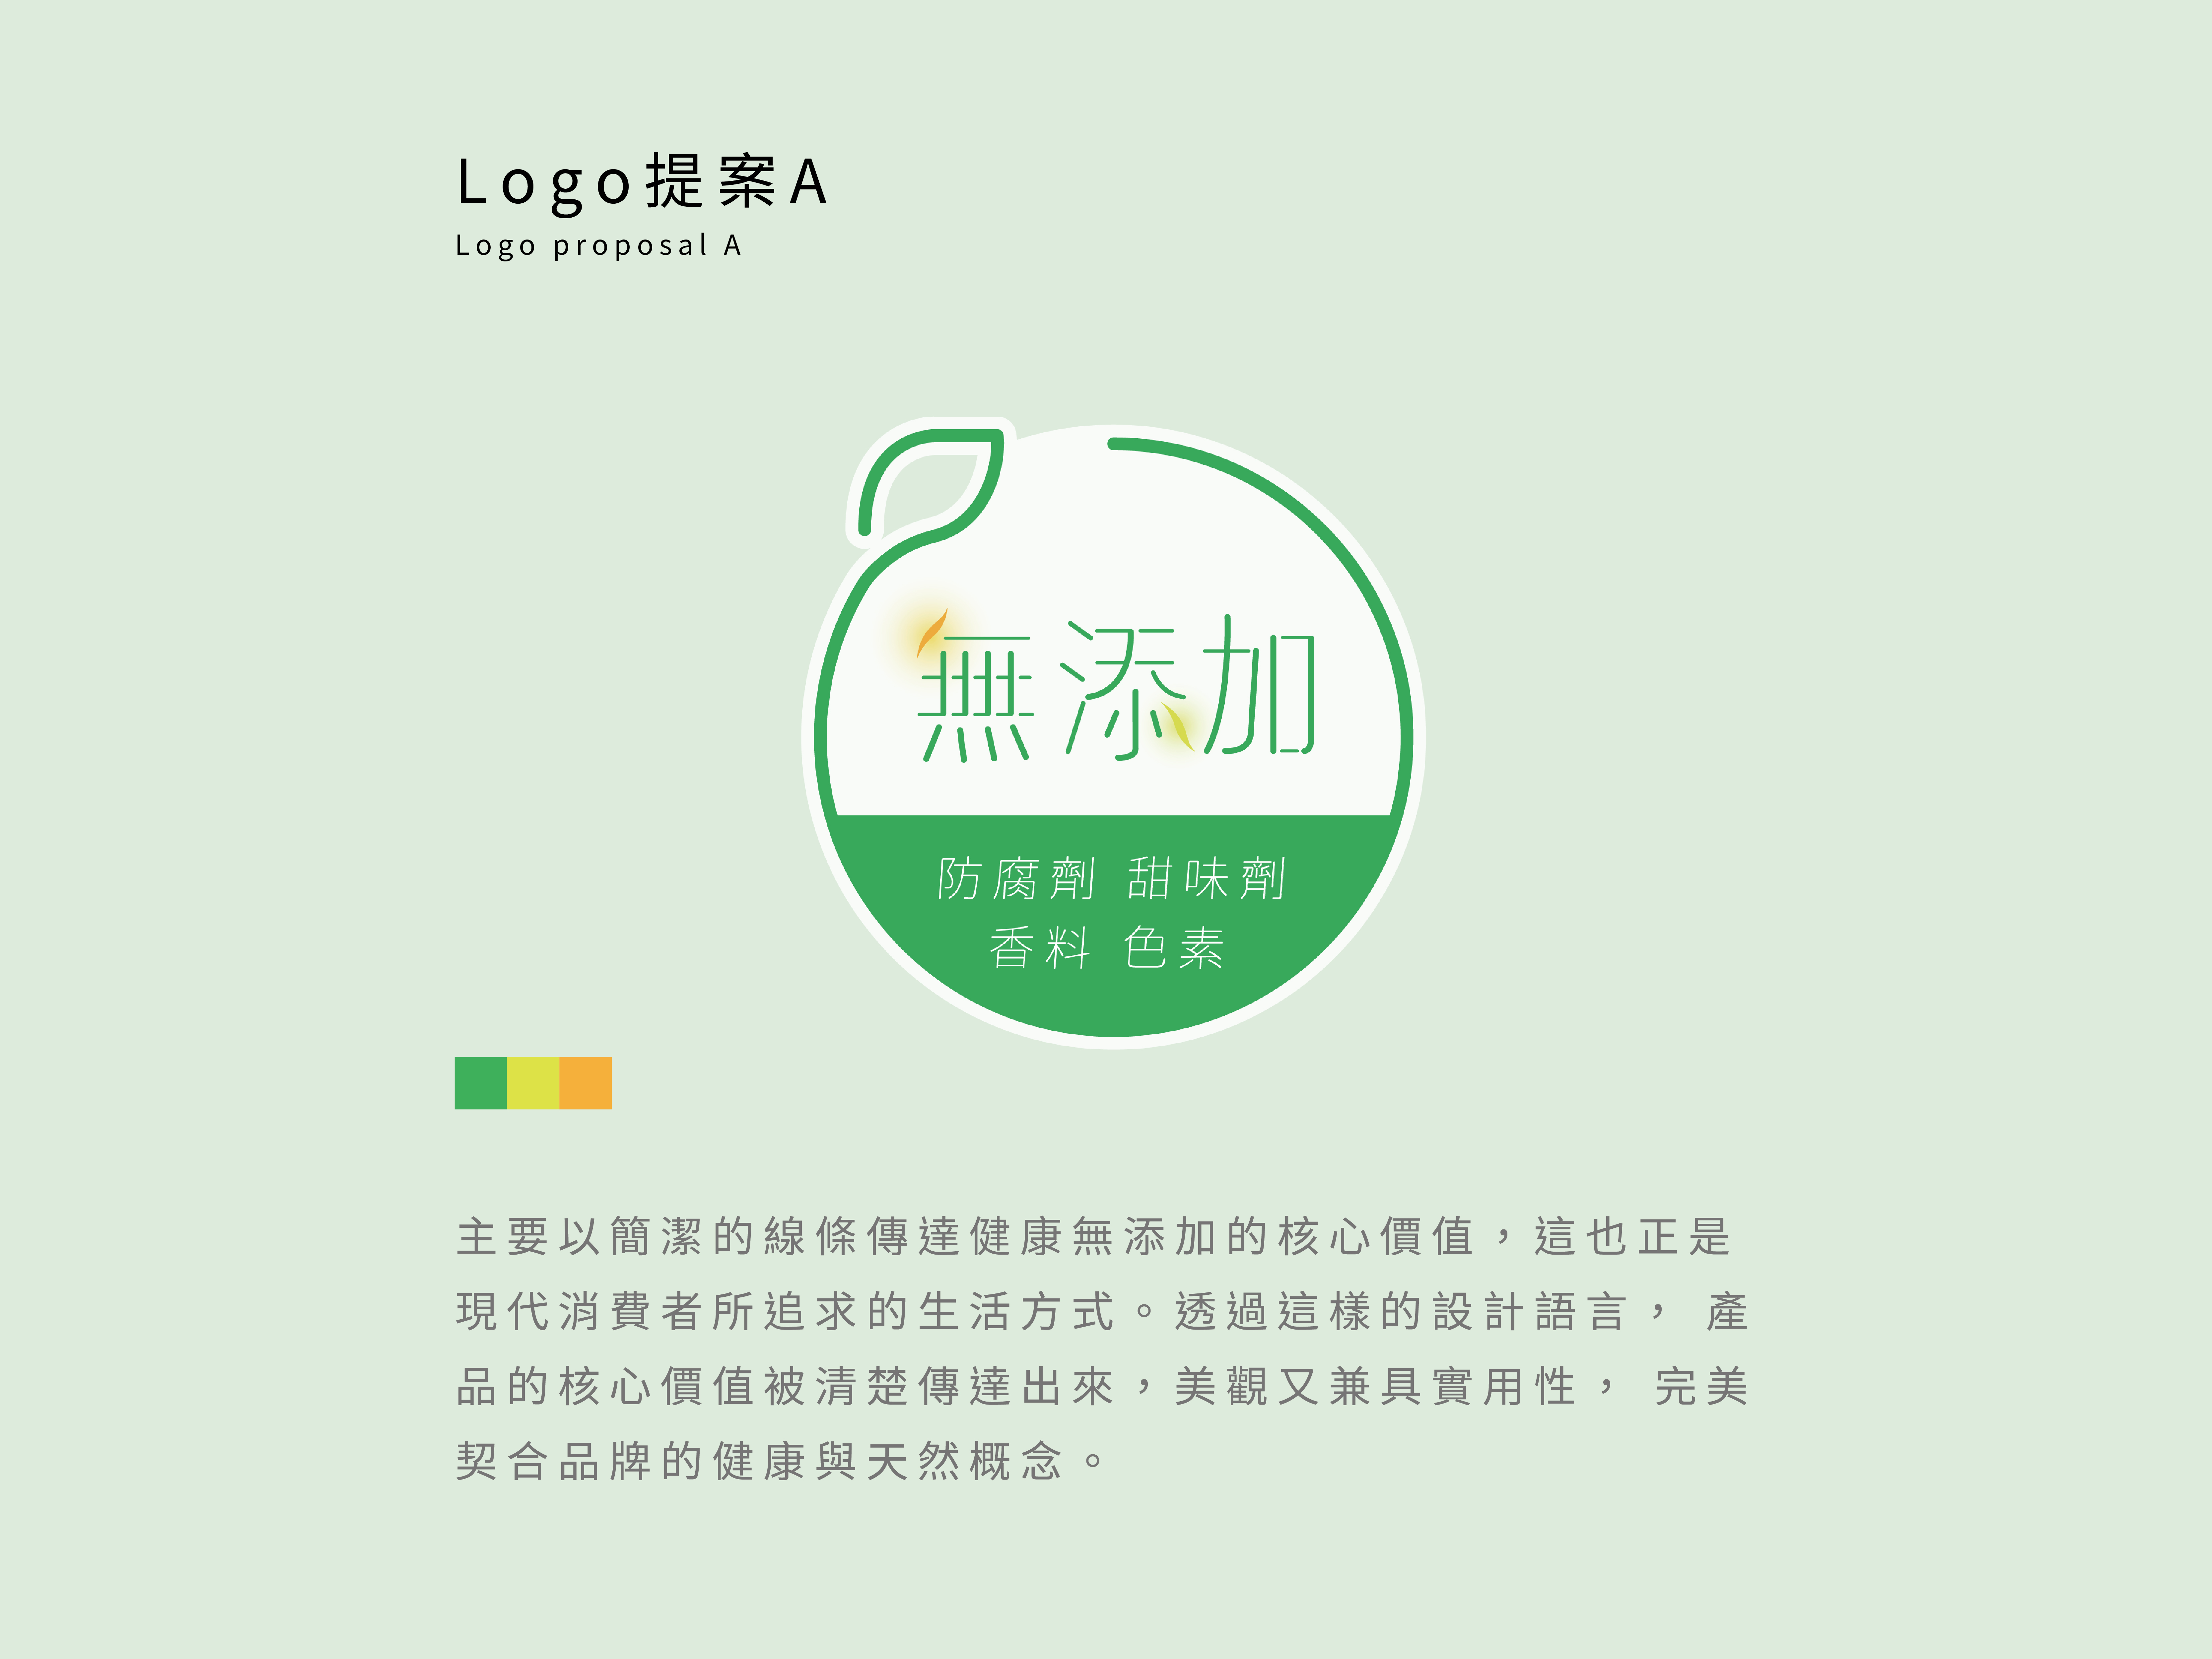 Logo提案A
Logo proposal A
無添加
防腐劑 甜味劑
香料 色素
主要以簡潔的線條傳達健康無添加的核心價值，這也正是
現代消費者所追求的生活方式。透過這樣的設計語言， 產
品的核心價值被清楚傳達出來，美觀又兼具實用性， 完美
契合品牌的健康與天然概念。